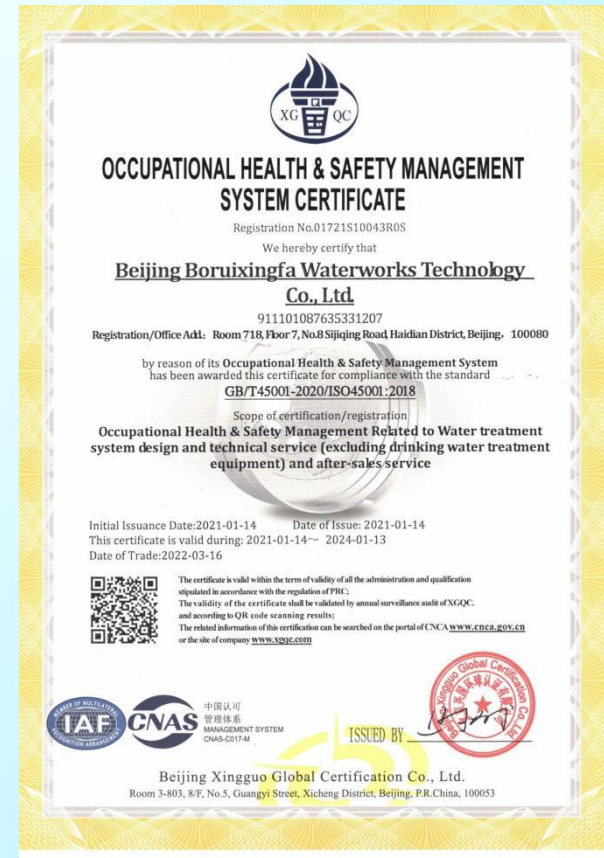 XG QC
OCCUPATIONAL HEALTH & SAFETY MANAGEMENT
SYSTEM CERTIFICATE
Registration No.01721S10043R0S
We hereby certify that
Beijing Boruixingfa Waterworks Technology
Co., Ltd.
911101087635331207
Registration/Office Add.: Room 718, Floor 7, No.8 Sijiqing Road, Haidian District, Beijing，100080
by reason of its Occupational Health & Safety Management System
has been awarded this certificate for compliance with the standard
GB/T45001-2020/ISO45001:2018
Scope of certification/registration
Occupational Health & Safety Management Related to Water treatment
system design and technical service (excluding drinking water treatment
equipment) and after-sales service
Initial Issuance Date:2021-01-14 Date of Issue: 2021-01-14
This certificate is valid during: 2021-01-14～ 2024-01-13
Date of Trade:2022-03-16
The certificate is valid within the term of validity of all the administration and qualification
stipulated in accordance with the regulation of PRC;
The validity of the certificate shall be validated by annual surveillance audit of XGQC.
and according to QR code scanning results;
The related information of this certification can be searched on the portal of CNCA www.cnca.gov.cn
or the site of company www.xgqc.com
MEMBER OF MULTILATERAL
IAF
RECOGNITION ARRANGEMENT
CNAS
中国认可
管理体系
MANAGEMENT SYSTEM
CNAS-C017-M
ISSUED BY
Beijing Xingguo Global Certification Co., Ltd
Beijing Xingguo Global Certification Co., Ltd.
Room 3-803, 8/F, No.5, Guangyi Street, Xicheng District, Beijing, P.R.China, 100053